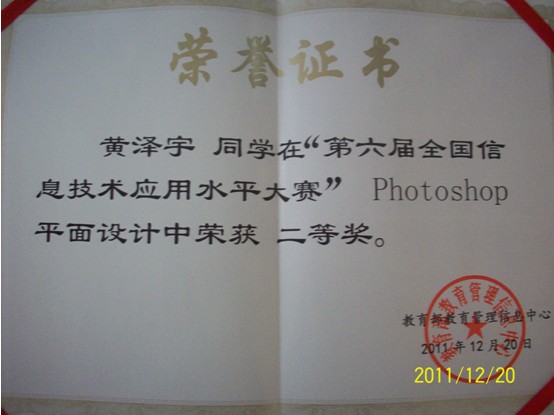 荣誉证书
黄泽宇 同学在“第六届全国信
息技术应用水平大赛” Photoshop
平面设计中荣获 二等奖。
教育部教育管理信息中心
2011年12月20日
2011/12/20